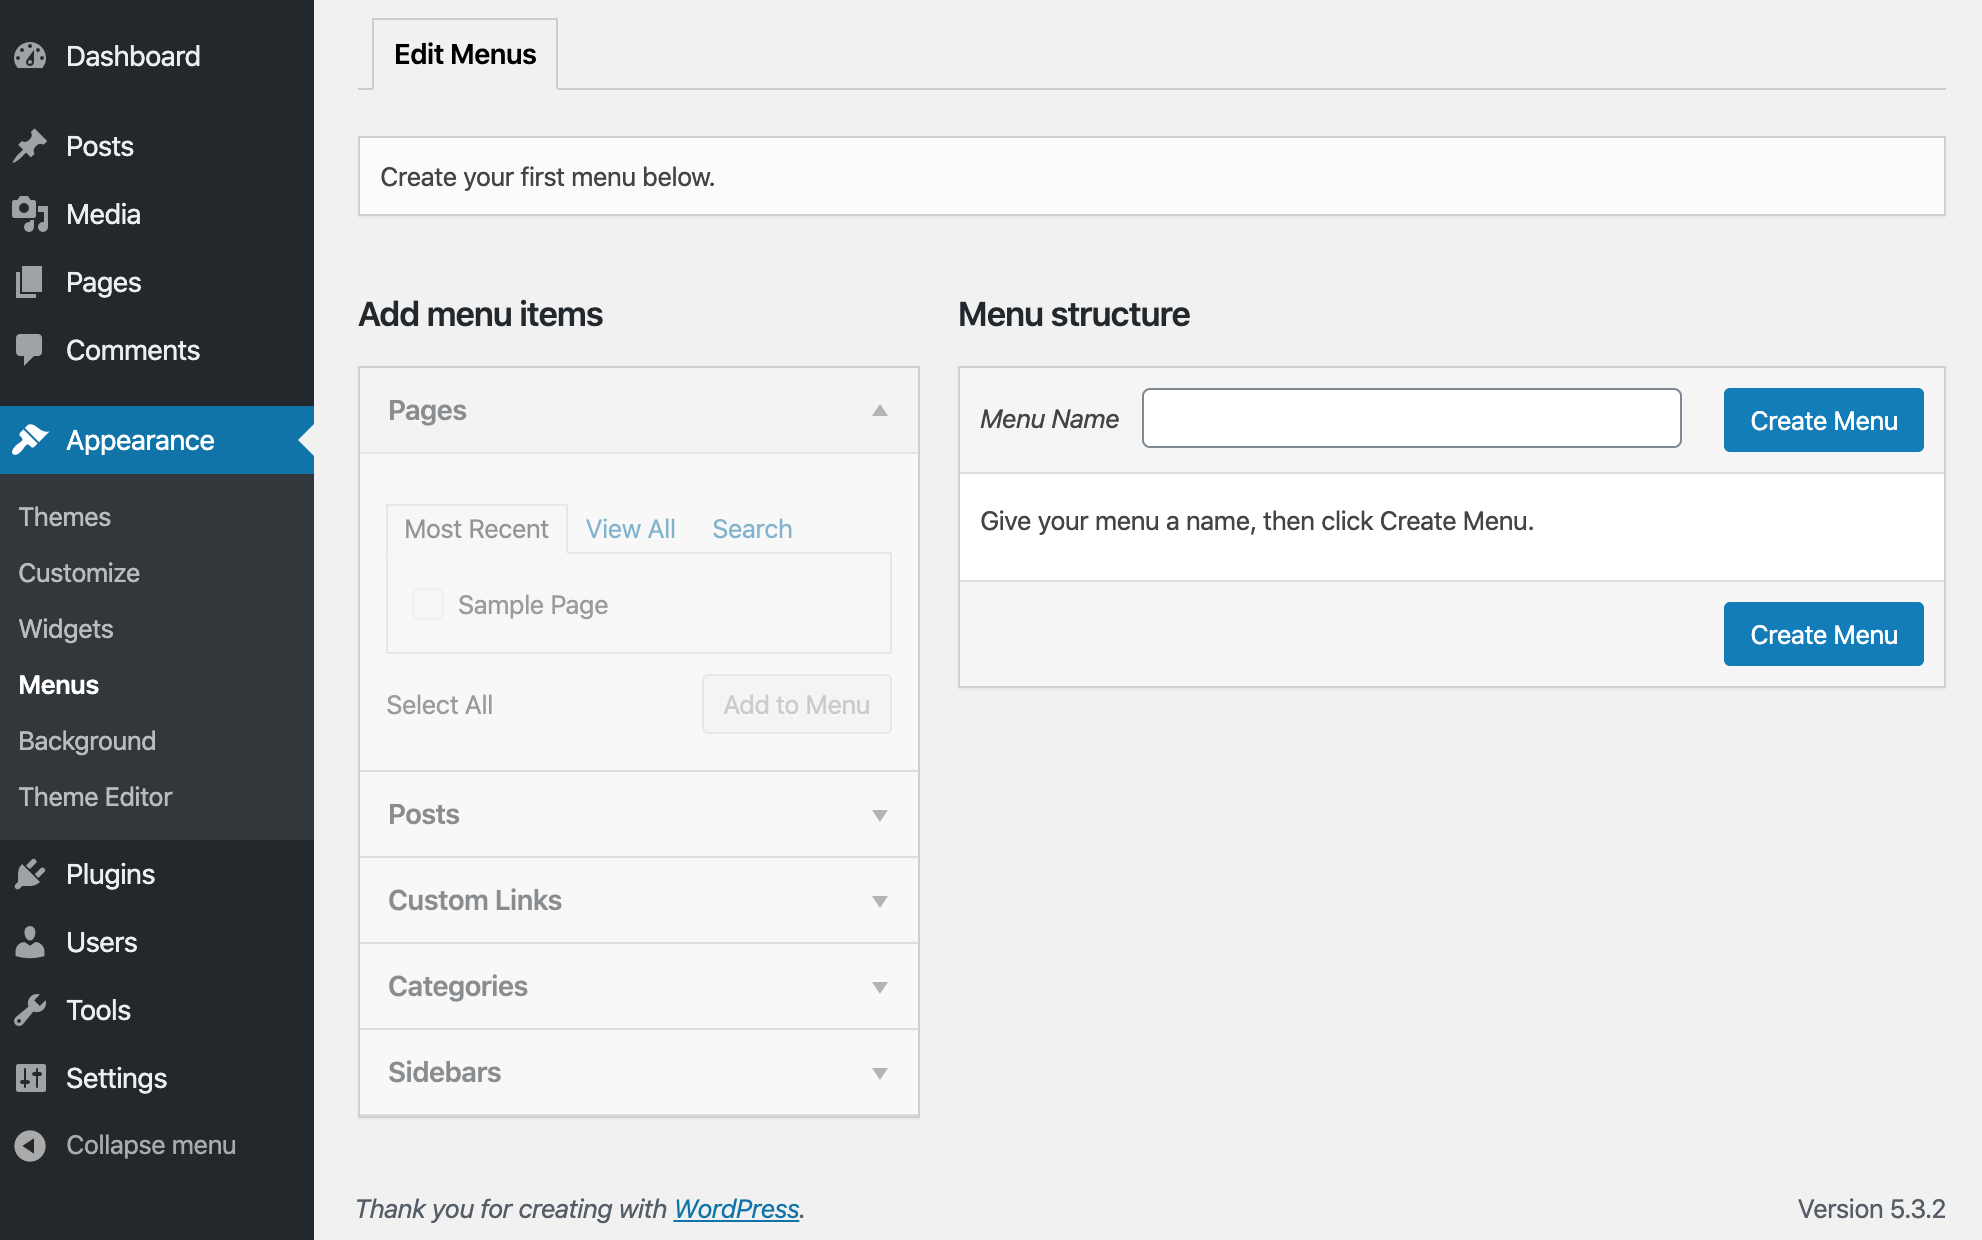 Dashboard
Posts
Media
Pages
Comments
Appearance
Themes
Customize
Widgets
Menus
Background
Theme Editor
Plugins
Users
Tools
Settings
Collapse menu
Edit Menus
Create your first menu below.
Add menu items
Pages
Most Recent View All Search
Sample Page
Select All Add to Menu
Posts
Custom Links
Categories
Sidebars
Menu structure
Menu Name Create Menu
Give your menu a name, then click Create Menu.
Create Menu
Thank you for creating with WordPress. Version 5.3.2